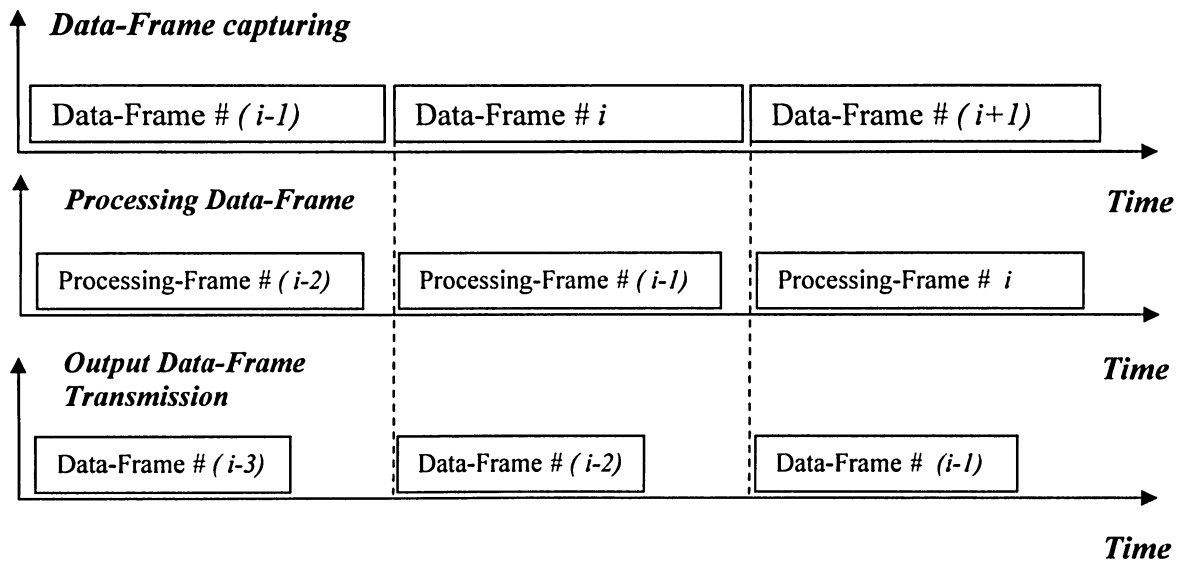 Data-Frame capturing
Data-Frame # ( i-1)
Data-Frame # i
Data-Frame # ( i+1)
Time
Processing Data-Frame
Processing-Frame # ( i-2)
Processing-Frame # ( i-1)
Processing-Frame # i
Time
Output Data-Frame
Transmission
Data-Frame # ( i-3)
Data-Frame # ( i-2)
Data-Frame # (i-1)
Time